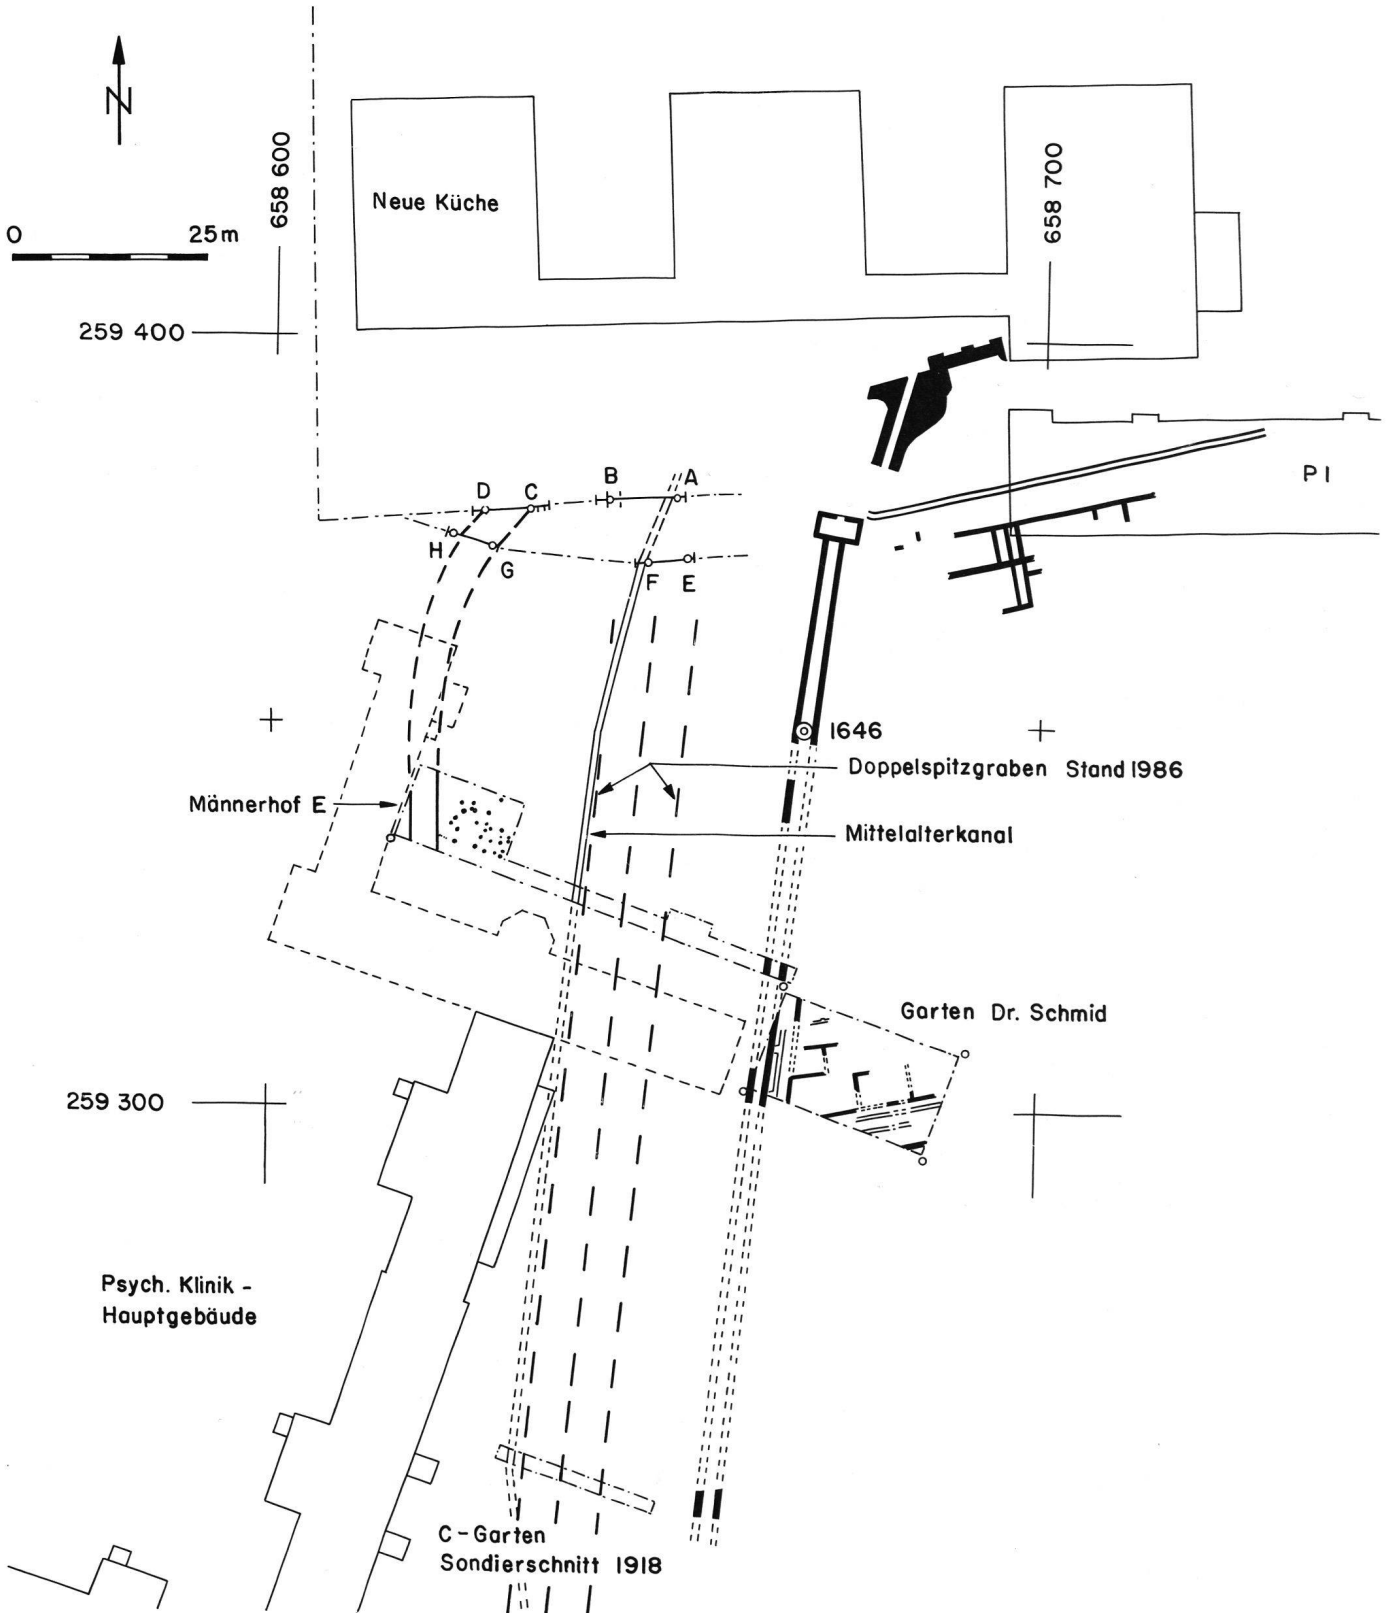 N
658 600
658 700
Neue Küche
0 25m
259 400
P I
D C B A
H G F E
1646
Doppelspitzgraben Stand 1986
Männerhof E
Mittelalterkanal
Garten Dr. Schmid
259 300
Psych. Klinik -
Hauptgebäude
C-Garten
Sondierschnitt 1918